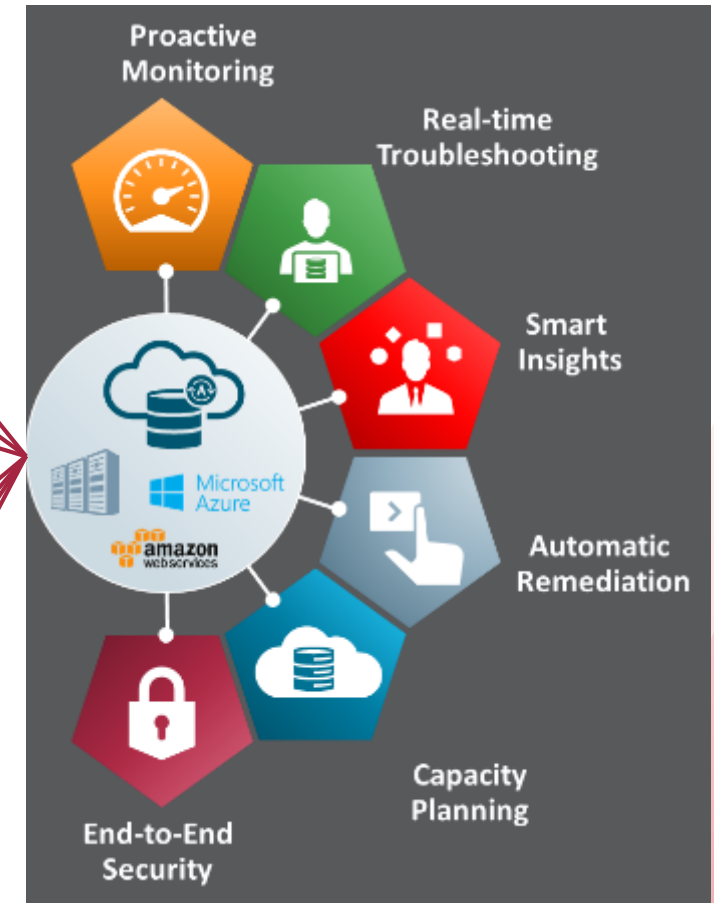 Proactive
Monitoring
Real-time
Troubleshooting
Smart
Insights
A
Microsoft
Azure
amazon
webservices
Automatic
Remediation
Capacity
Planning
End-to-End
Security